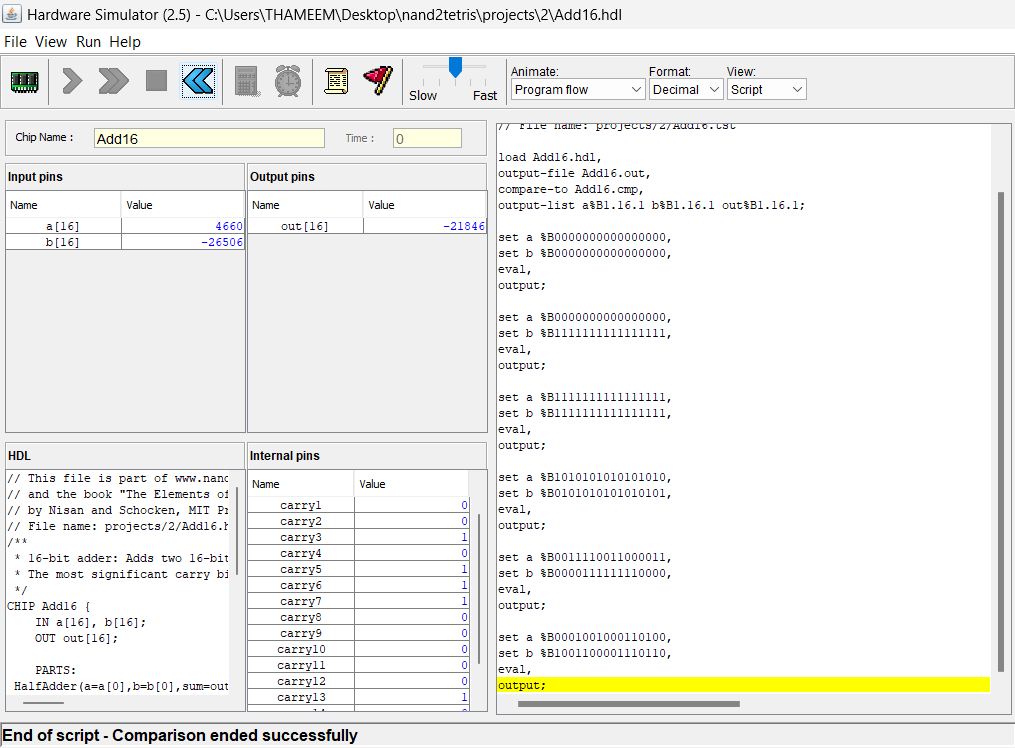 Hardware Simulator (2.5) - C:\Users\THAMEEM\Desktop\nand2tetris\projects\2\Add16.hdl
File View Run Help
Slow Fast
Animate: Format: View:
Program flow Decimal Script
Chip Name : Add16 Time : 0
Input pins
Name Value
a[16] 4660
b[16] -26506
Output pins
Name Value
out[16] -21846
HDL
// This file is part of www.nand
// and the book "The Elements of
// by Nisan and Schocken, MIT Pr
// File name: projects/2/Add16.h
/**
* 16-bit adder: Adds two 16-bit
* The most significant carry bi
*/
CHIP Add16 {
IN a[16], b[16];
OUT out[16];
PARTS:
HalfAdder(a=a[0],b=b[0],sum=out
Internal pins
Name Value
carry1 0
carry2 0
carry3 1
carry4 0
carry5 1
carry6 1
carry7 1
carry8 0
carry9 0
carry10 0
carry11 0
carry12 0
carry13 1
// File name: projects/2/Add16.tst
load Add16.hdl,
output-file Add16.out,
compare-to Add16.cmp,
output-list a%B1.16.1 b%B1.16.1 out%B1.16.1;
set a %B0000000000000000,
set b %B0000000000000000,
eval,
output;
set a %B0000000000000000,
set b %B1111111111111111,
eval,
output;
set a %B1111111111111111,
set b %B1111111111111111,
eval,
output;
set a %B1010101010101010,
set b %B0101010101010101,
eval,
output;
set a %B0011110011000011,
set b %B0000111111110000,
eval,
output;
set a %B0001001000110100,
set b %B1001100001110110,
eval,
output;
End of script - Comparison ended successfully